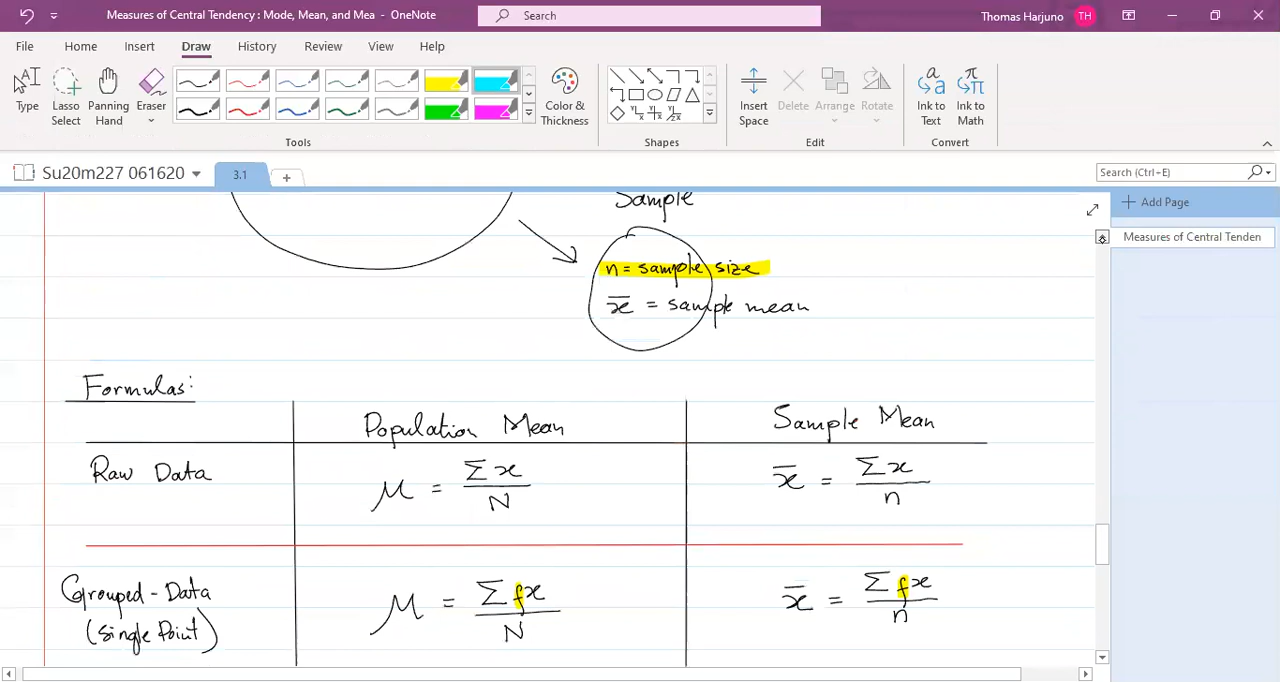 Measures of Central Tendency : Mode, Mean, and Mea - OneNote
Search
Thomas Harjuno TH
File Home Insert Draw History Review View Help
Type
Lasso Select
Panning Hand
Eraser
Color & Thickness
Insert Space
Delete
Arrange
Rotate
Ink to Text
Ink to Math
Tools
Shapes
Edit
Convert
Su20m227 061620
3.1
Search (Ctrl+E)
Add Page
Measures of Central Tenden
Sample
n = sample size
x̄ = sample mean
Formulas:
Population Mean
Sample Mean
Raw Data
μ = Σx / N
x̄ = Σx / n
Grouped-Data
(single Point)
μ = Σfx / N
x̄ = Σfx / n